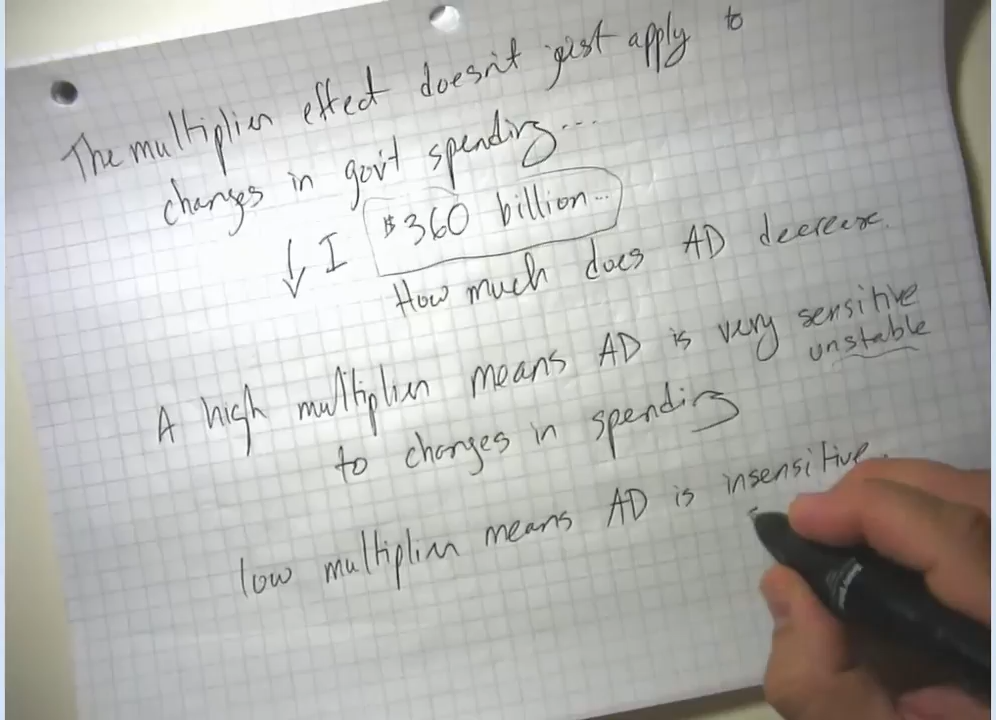 The multiplier effect doesn't just apply to
changes in gov't spending...
↓ I $360 billion...
How much does AD decrease.
A high multiplier means AD is very sensitive
unstable
to changes in spending
low multiplier means AD is insensitive.